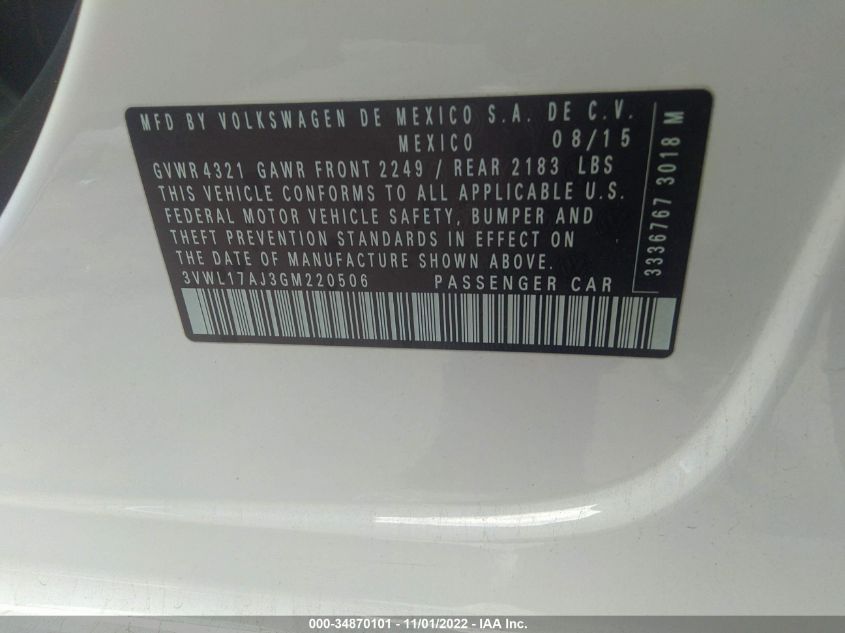 MFD BY VOLKSWAGEN DE MEXICO S.A. DE C.V.
MEXICO 08/15
GVWR 4321 GAWR FRONT 2249 / REAR 2183 LBS
THIS VEHICLE CONFORMS TO ALL APPLICABLE U.S.
FEDERAL MOTOR VEHICLE SAFETY, BUMPER AND
THEFT PREVENTION STANDARDS IN EFFECT ON
THE DATE OF MANUFACTURE SHOWN ABOVE.
3VWL17AJ3GM220506 PASSENGER CAR
3336767 3018 M
000-34870101 - 11/01/2022 - IAA Inc.